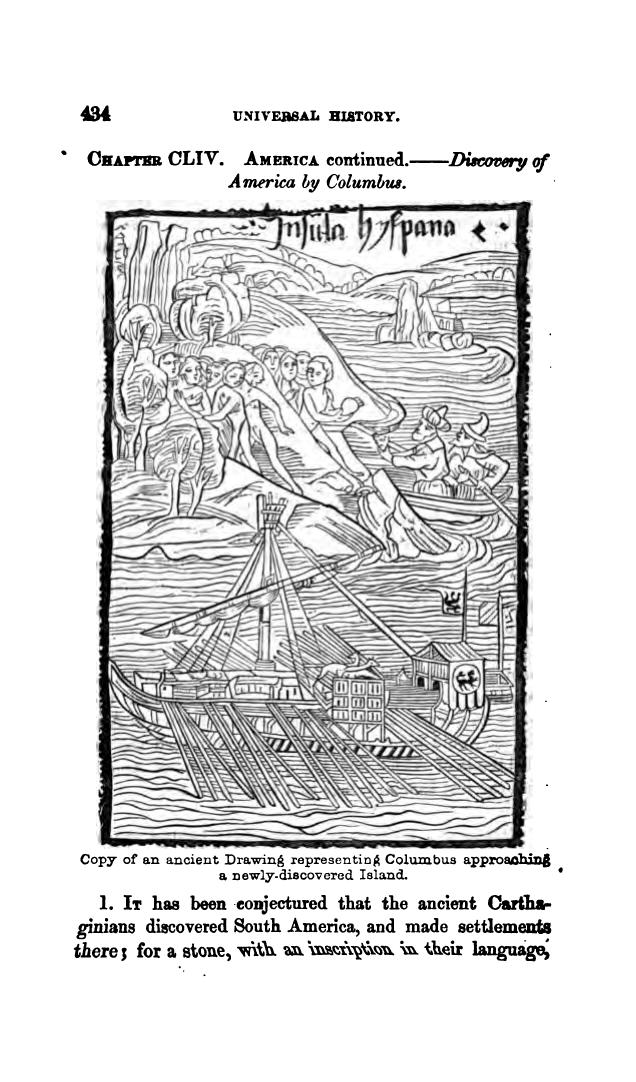 434
UNIVERSAL HISTORY.
CHAPTER CLIV. AMERICA continued.——Discovery of
America by Columbus.
Insula hyspana
Copy of an ancient Drawing representing Columbus approaching
a newly-discovered Island.
1. IT has been conjectured that the ancient Cartha-
ginians discovered South America, and made settlements
there; for a stone, with an inscription in their language,